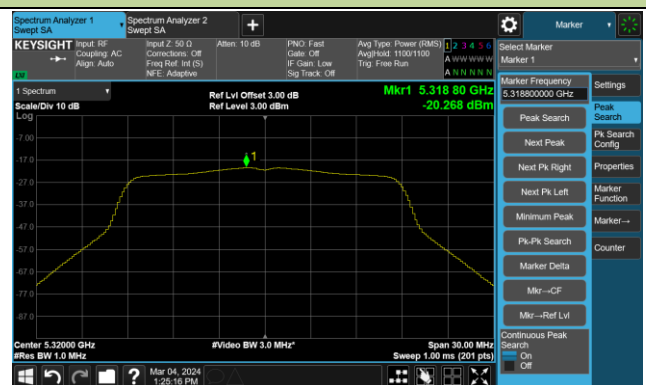 Spectrum Analyzer 1
Swept SA
Spectrum Analyzer 2
Swept SA
+
Marker
KEYSIGHT
Input: RF
Coupling: AC
Align: Auto
Input Z: 50 Ω
Corrections: Off
Freq Ref: Int (S)
NFE: Adaptive
Atten: 10 dB
PNO: Fast
Gate: Off
IF Gain: Low
Sig Track: Off
Avg Type: Power (RMS)
Avg|Hold: 1100/1100
Trig: Free Run
1 2 3 4 5 6
A W W W W W
A N N N N N
LW
Select Marker
Marker 1
1 Spectrum
Scale/Div 10 dB
Log
Ref Lvl Offset 3.00 dB
Ref Level 3.00 dBm
Mkr1 5.318 80 GHz
-20.268 dBm
-7.00
-17.0
-27.0
-37.0
-47.0
-57.0
-67.0
-77.0
-87.0
1
Center 5.32000 GHz
#Res BW 1.0 MHz
#Video BW 3.0 MHz*
Span 30.00 MHz
Sweep 1.00 ms (201 pts)
Marker Frequency
5.318800000 GHz
Peak Search
Next Peak
Next Pk Right
Next Pk Left
Minimum Peak
Pk-Pk Search
Marker Delta
Mkr→CF
Mkr→Ref Lvl
Continuous Peak
Search
On
Off
Settings
Peak
Search
Pk Search
Config
Properties
Marker
Function
Marker→
Counter
?
Mar 04, 2024
1:25:16 PM